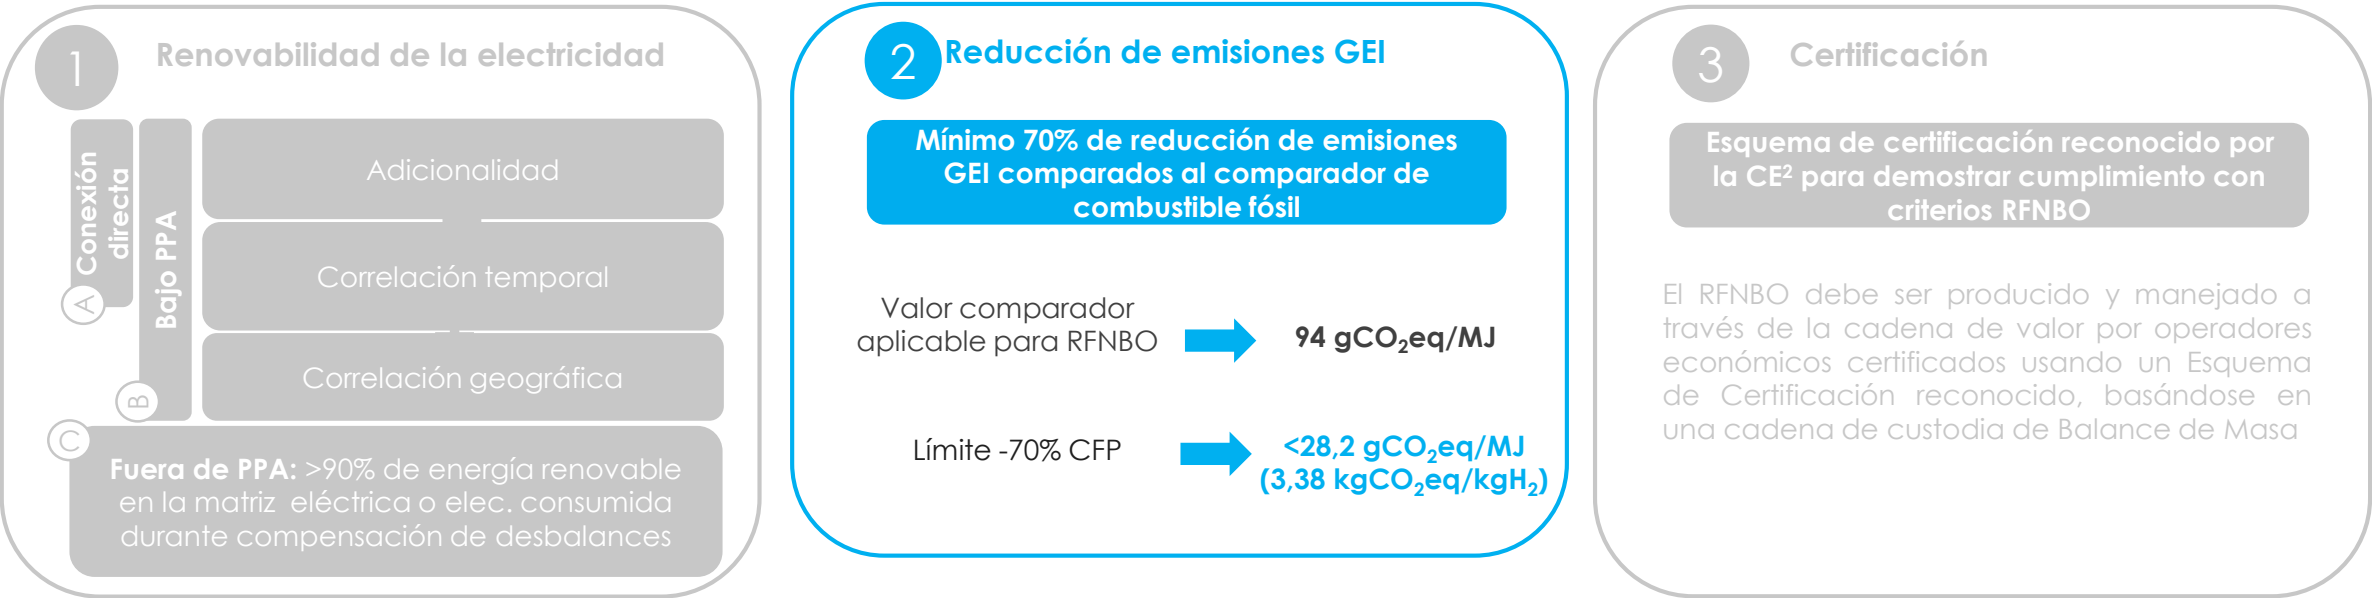 1
Renovabilidad de la electricidad
Conexión
directa
A
Bajo PPA
B
Adicionalidad
Correlación temporal
Correlación geográfica
C
Fuera de PPA: >90% de energía renovable
en la matriz eléctrica o elec. consumida
durante compensación de desbalances
2
Reducción de emisiones GEI
Mínimo 70% de reducción de emisiones
GEI comparados al comparador de
combustible fósil
Valor comparador
aplicable para RFNBO
94 gCO₂eq/MJ
Límite -70% CFP
<28,2 gCO₂eq/MJ
(3,38 kgCO₂eq/kgH₂)
3
Certificación
Esquema de certificación reconocido por
la CE² para demostrar cumplimiento con
criterios RFNBO
El RFNBO debe ser producido y manejado a
través de la cadena de valor por operadores
económicos certificados usando un Esquema
de Certificación reconocido, basándose en
una cadena de custodia de Balance de Masa